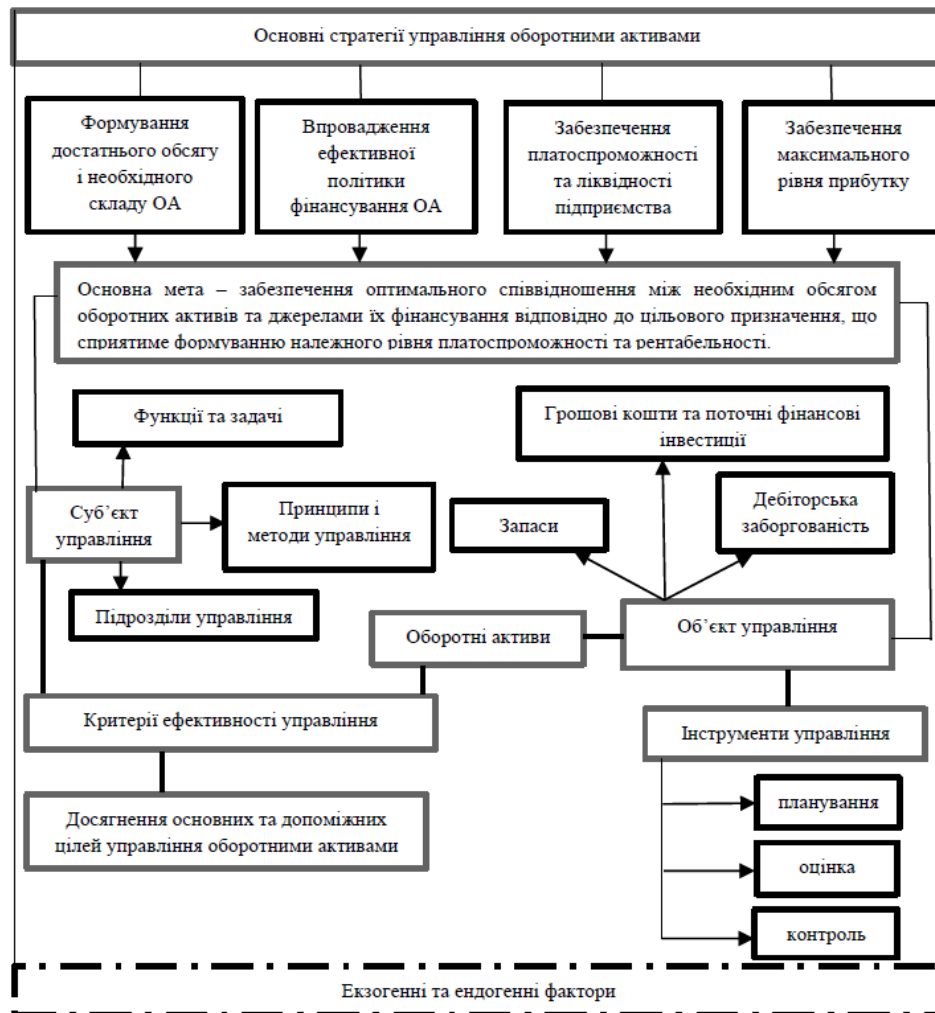 Основні стратегії управління оборотними активами
Формування
достатнього обсягу
і необхідного
складу ОА
Впровадження
ефективної
політики
фінансування ОА
Забезпечення
платоспроможності
та ліквідності
підприємства
Забезпечення
максимального
рівня прибутку
Основна мета – забезпечення оптимального співвідношення між необхідним обсягом
оборотних активів та джерелами їх фінансування відповідно до цільового призначення, що
сприятиме формуванню належного рівня платоспроможності та рентабельності.
Функції та задачі
Грошові кошти та поточні фінансові
інвестиції
Суб’єкт
управління
Принципи і
методи управління
Запаси
Дебіторська
заборгованість
Підрозділи управління
Оборотні активи
Об’єкт управління
Критерії ефективності управління
Інструменти управління
Досягнення основних та допоміжних
цілей управління оборотними активами
планування
оцінка
контроль
Екзогенні та ендогенні фактори